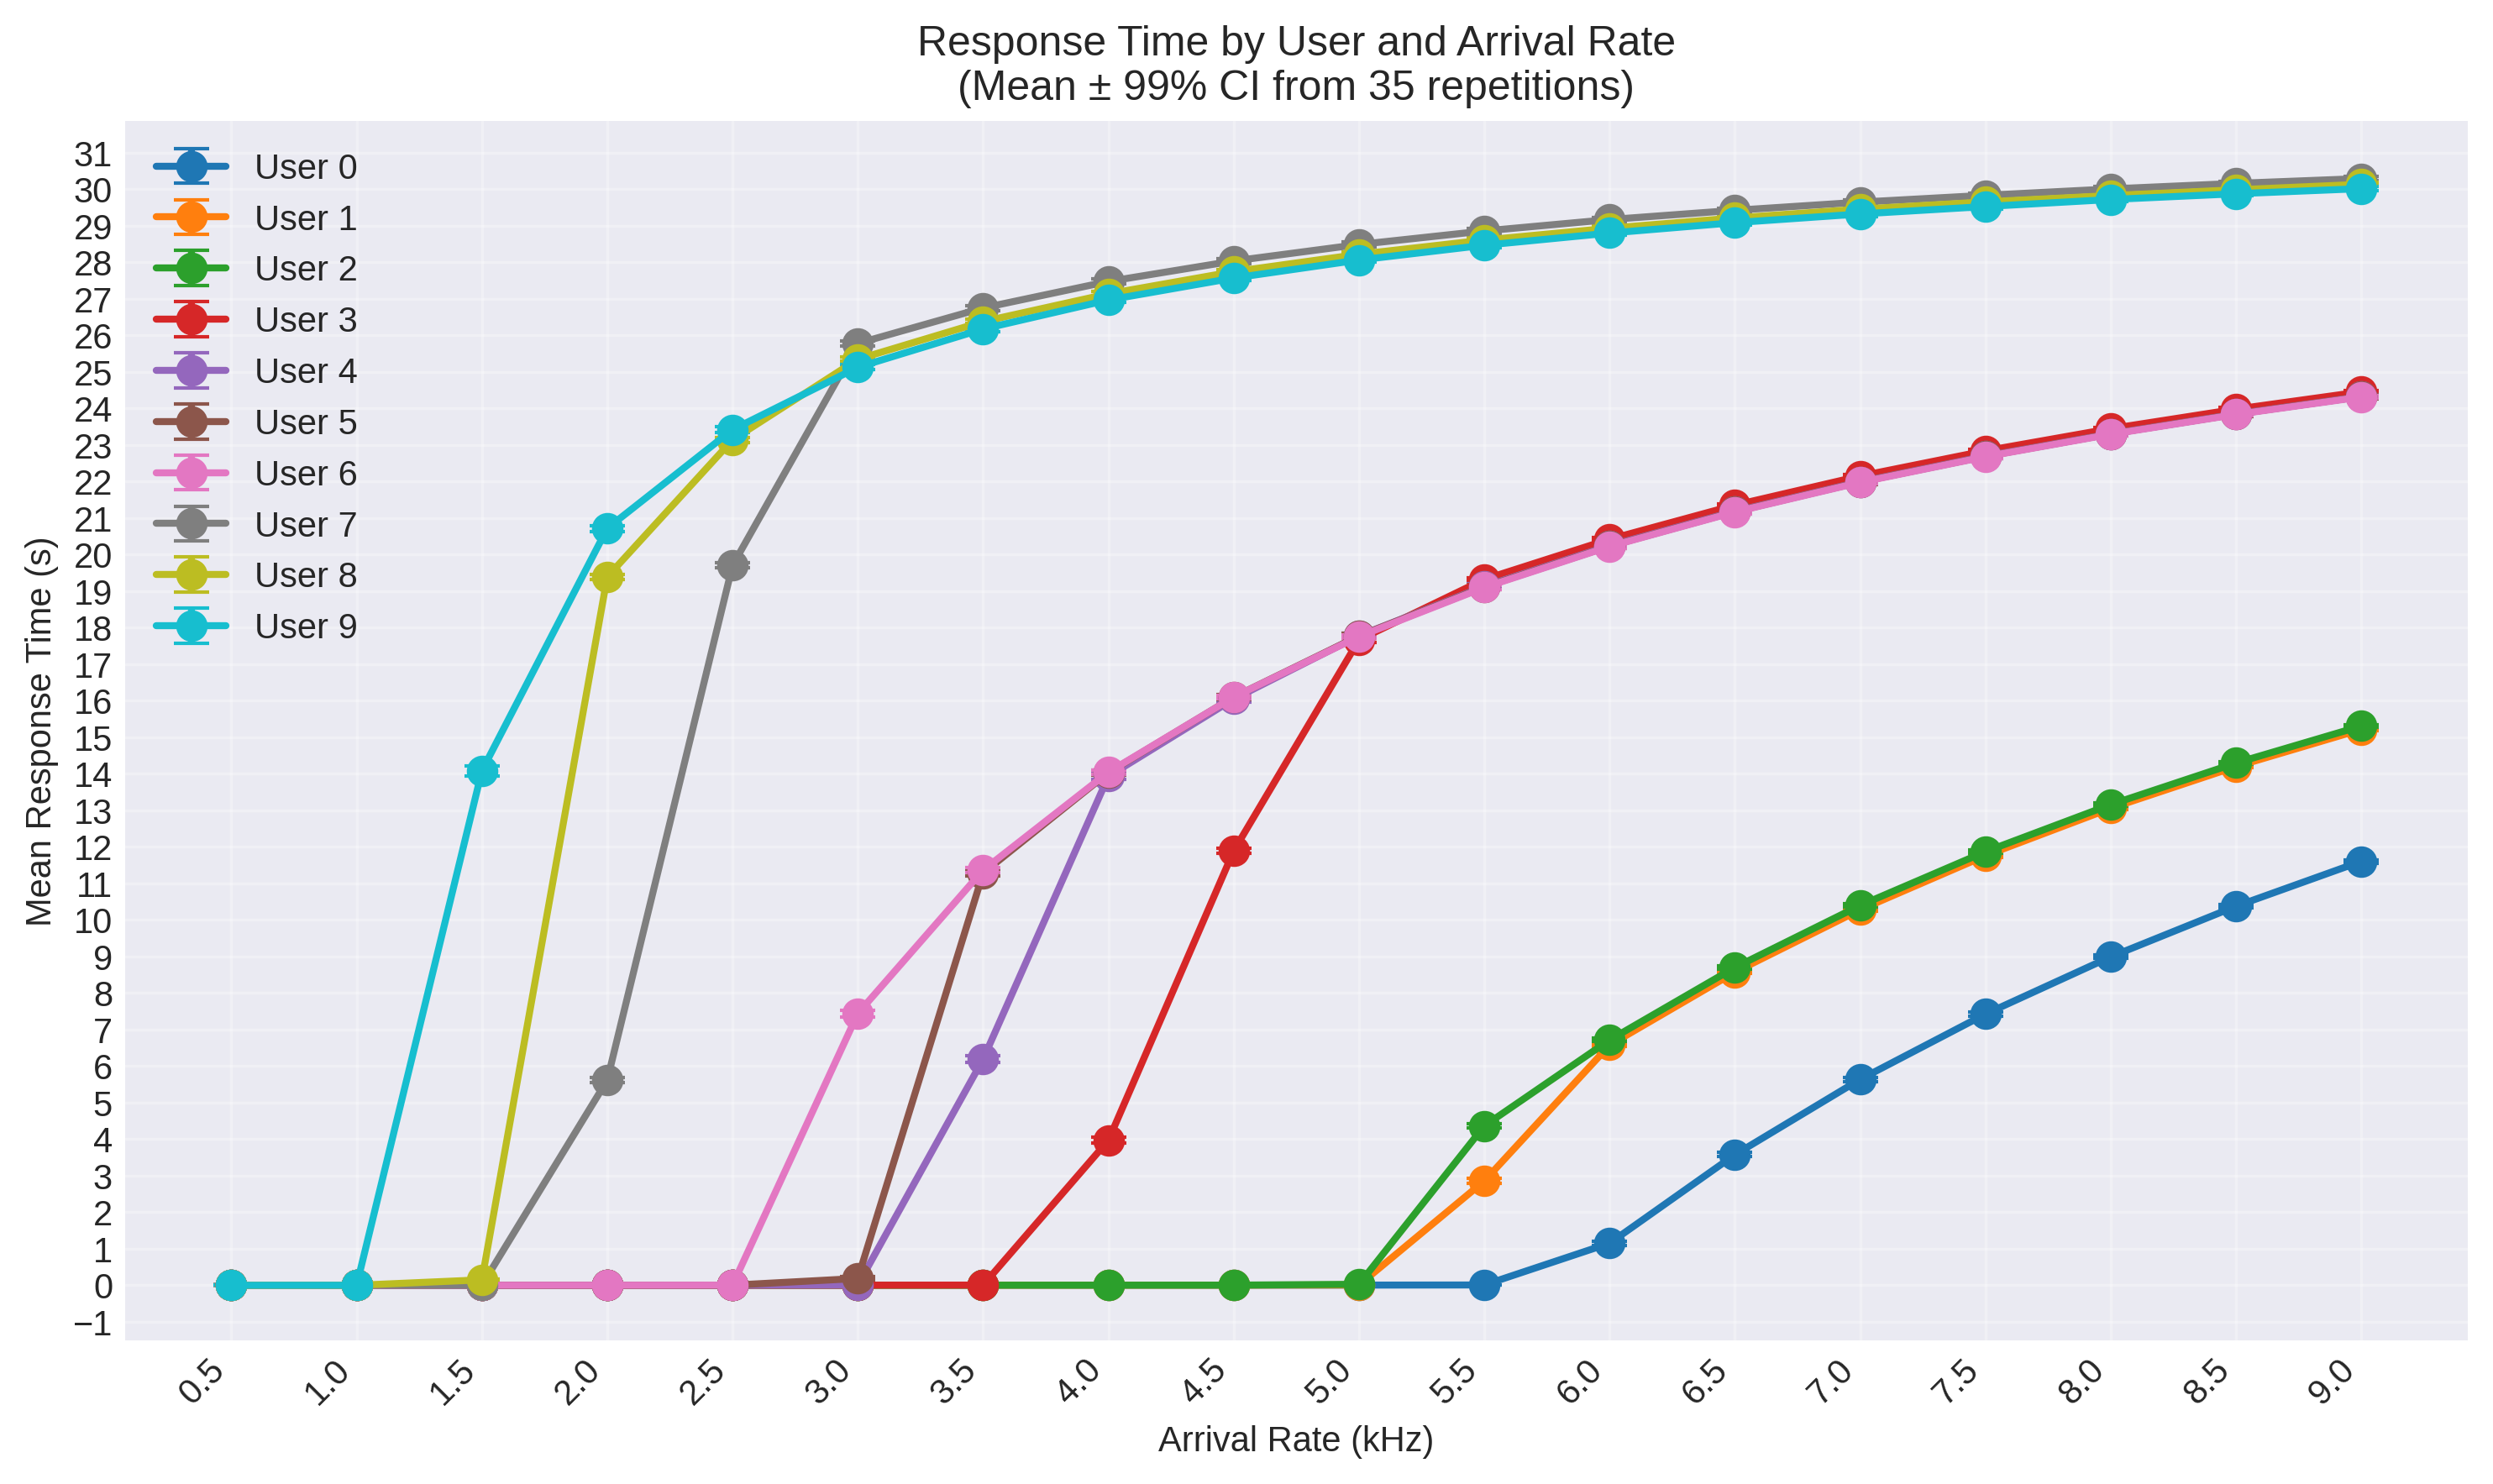 Response Time by User and Arrival Rate
(Mean ± 99% CI from 35 repetitions)
Mean Response Time (s)
31
30
29
28
27
26
25
24
23
22
21
20
19
18
17
16
15
14
13
12
11
10
9
8
7
6
5
4
3
2
1
0
−1
User 0
User 1
User 2
User 3
User 4
User 5
User 6
User 7
User 8
User 9
0.5 1.0 1.5 2.0 2.5 3.0 3.5 4.0 4.5 5.0 5.5 6.0 6.5 7.0 7.5 8.0 8.5 9.0
Arrival Rate (kHz)